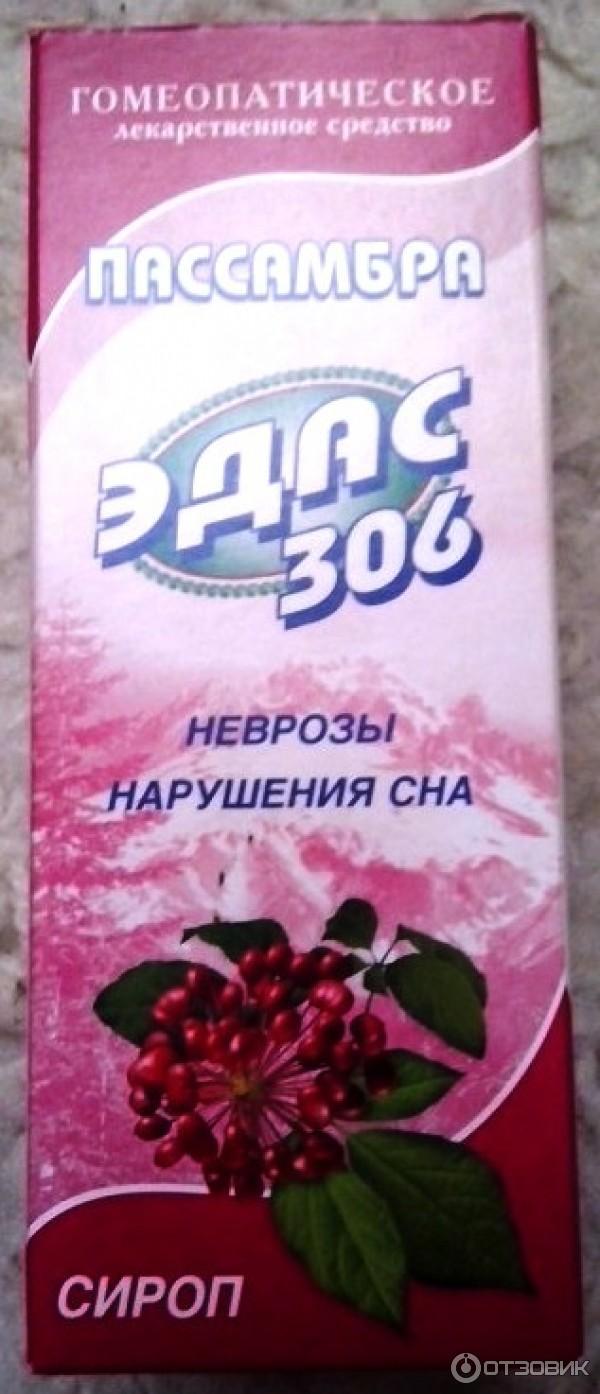 ГОМЕОПАТИЧЕСКОЕ
лекарственное средство
ПАССАМБРА
ЭДАС
306
НЕВРОЗЫ
НАРУШЕНИЯ СНА
СИРОП
ОТЗОВИК